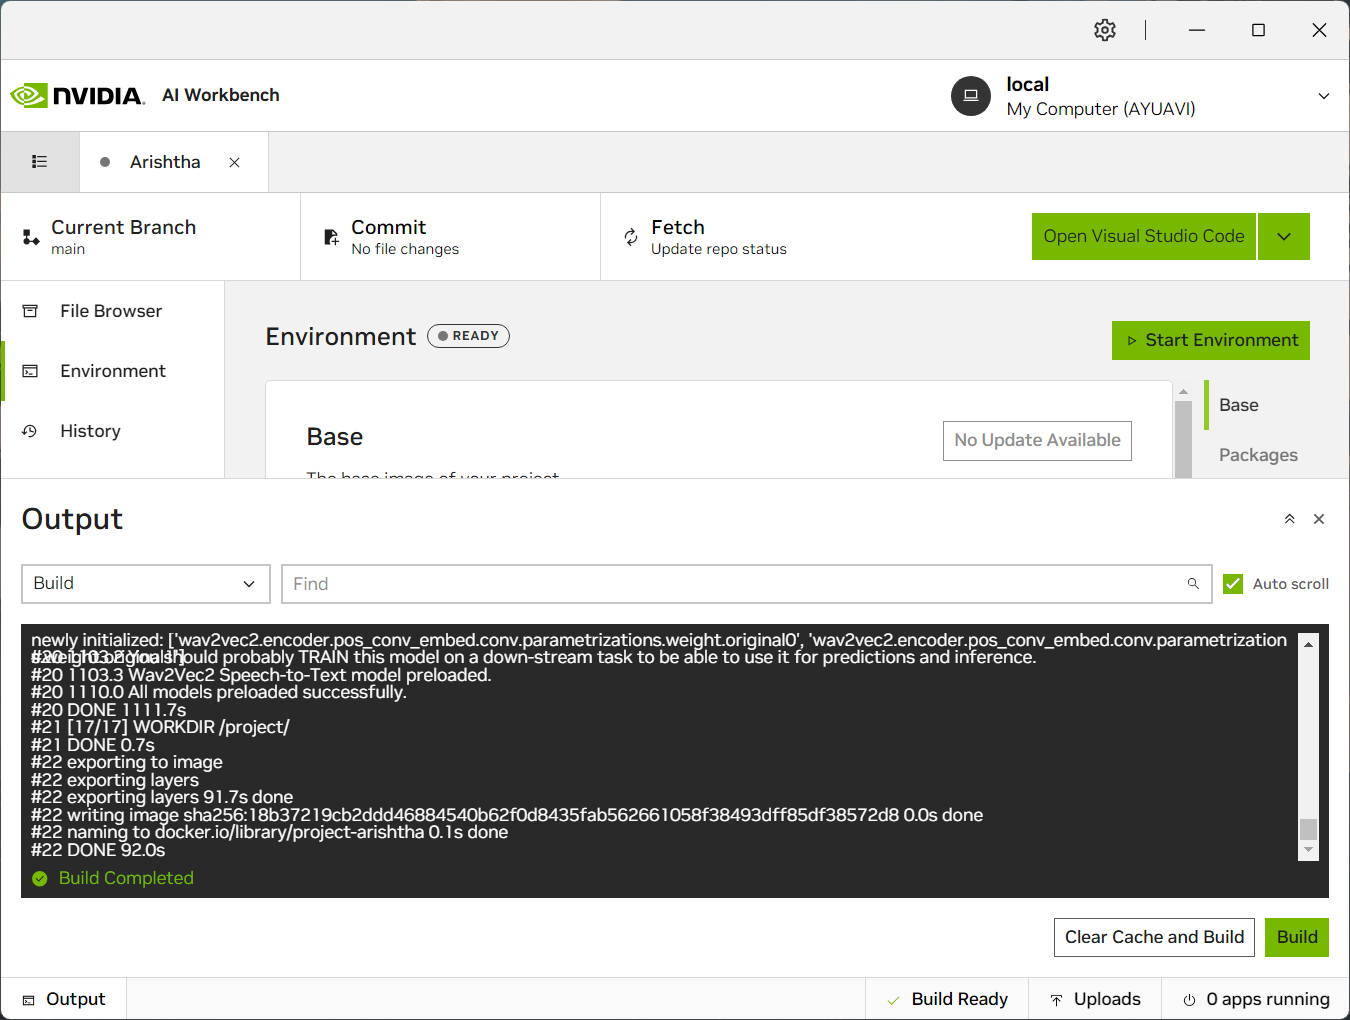 NVIDIA. AI Workbench
local
My Computer (AYUAVI)
Arishtha
Current Branch
main
Commit
No file changes
Fetch
Update repo status
Open Visual Studio Code
File Browser
Environment
History
Environment
READY
Start Environment
Base
No Update Available
The base image of your project
Base
Packages
Output
Build
Find
Auto scroll
newly initialized: ['wav2vec2.encoder.pos_conv_embed.conv.parametrizations.weight.original0', 'wav2vec2.encoder.pos_conv_embed.conv.parametrization
s.weight.original1']
#20 1103.2 You should probably TRAIN this model on a down-stream task to be able to use it for predictions and inference.
#20 1103.3 Wav2Vec2 Speech-to-Text model preloaded.
#20 1110.0 All models preloaded successfully.
#20 DONE 1111.7s
#21 [17/17] WORKDIR /project/
#21 DONE 0.7s
#22 exporting to image
#22 exporting layers
#22 exporting layers 91.7s done
#22 writing image sha256:18b37219cb2ddd46884540b62f0d8435fab562661058f38493dff85df38572d8 0.0s done
#22 naming to docker.io/library/project-arishtha 0.1s done
#22 DONE 92.0s
Build Completed
Clear Cache and Build
Build
Output
Build Ready
Uploads
0 apps running